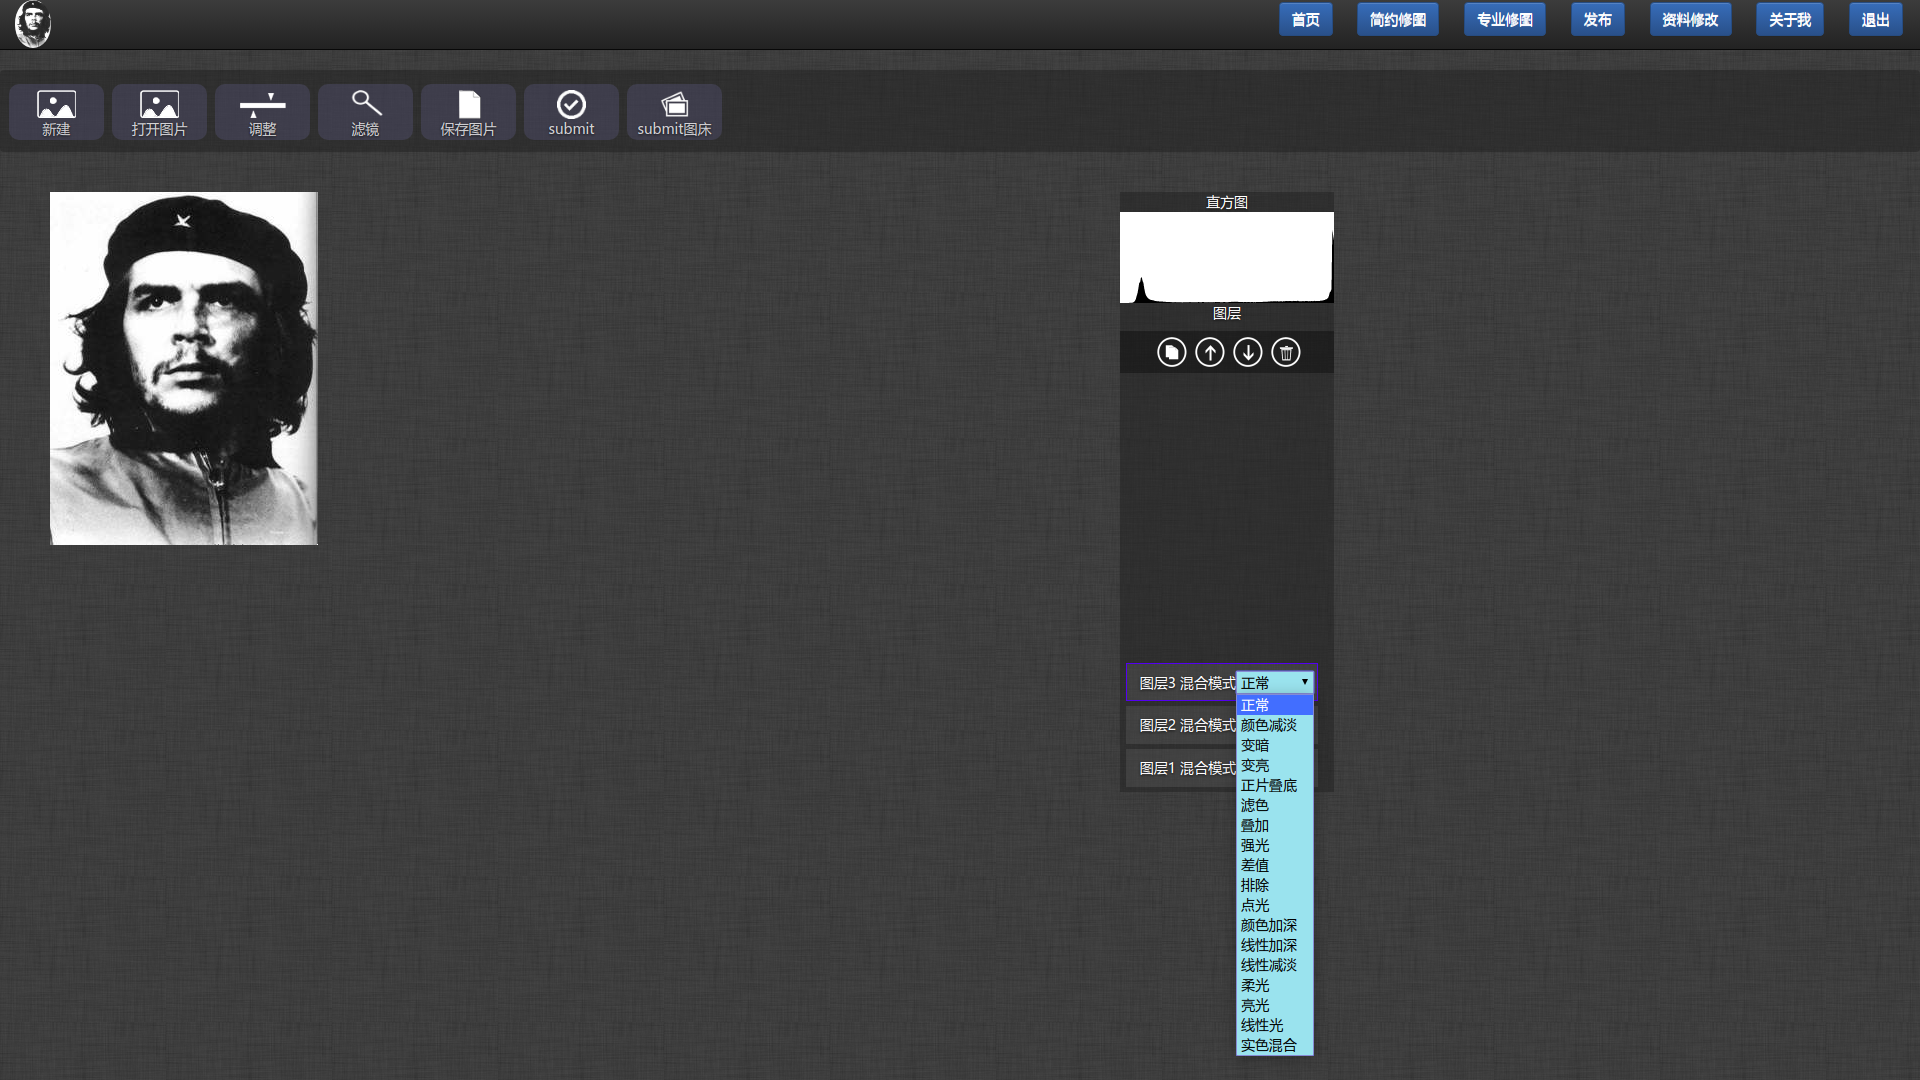 首页 简约修图 专业修图 发布 资料修改 关于我 退出
新建 打开图片 调整 滤镜 保存图片 submit submit图床
直方图
图层
图层3 混合模式 正常
正常
图层2 混合模式
颜色减淡
变暗
图层1 混合模式
变亮
正片叠底
滤色
叠加
强光
差值
排除
点光
颜色加深
线性加深
线性减淡
柔光
亮光
线性光
实色混合